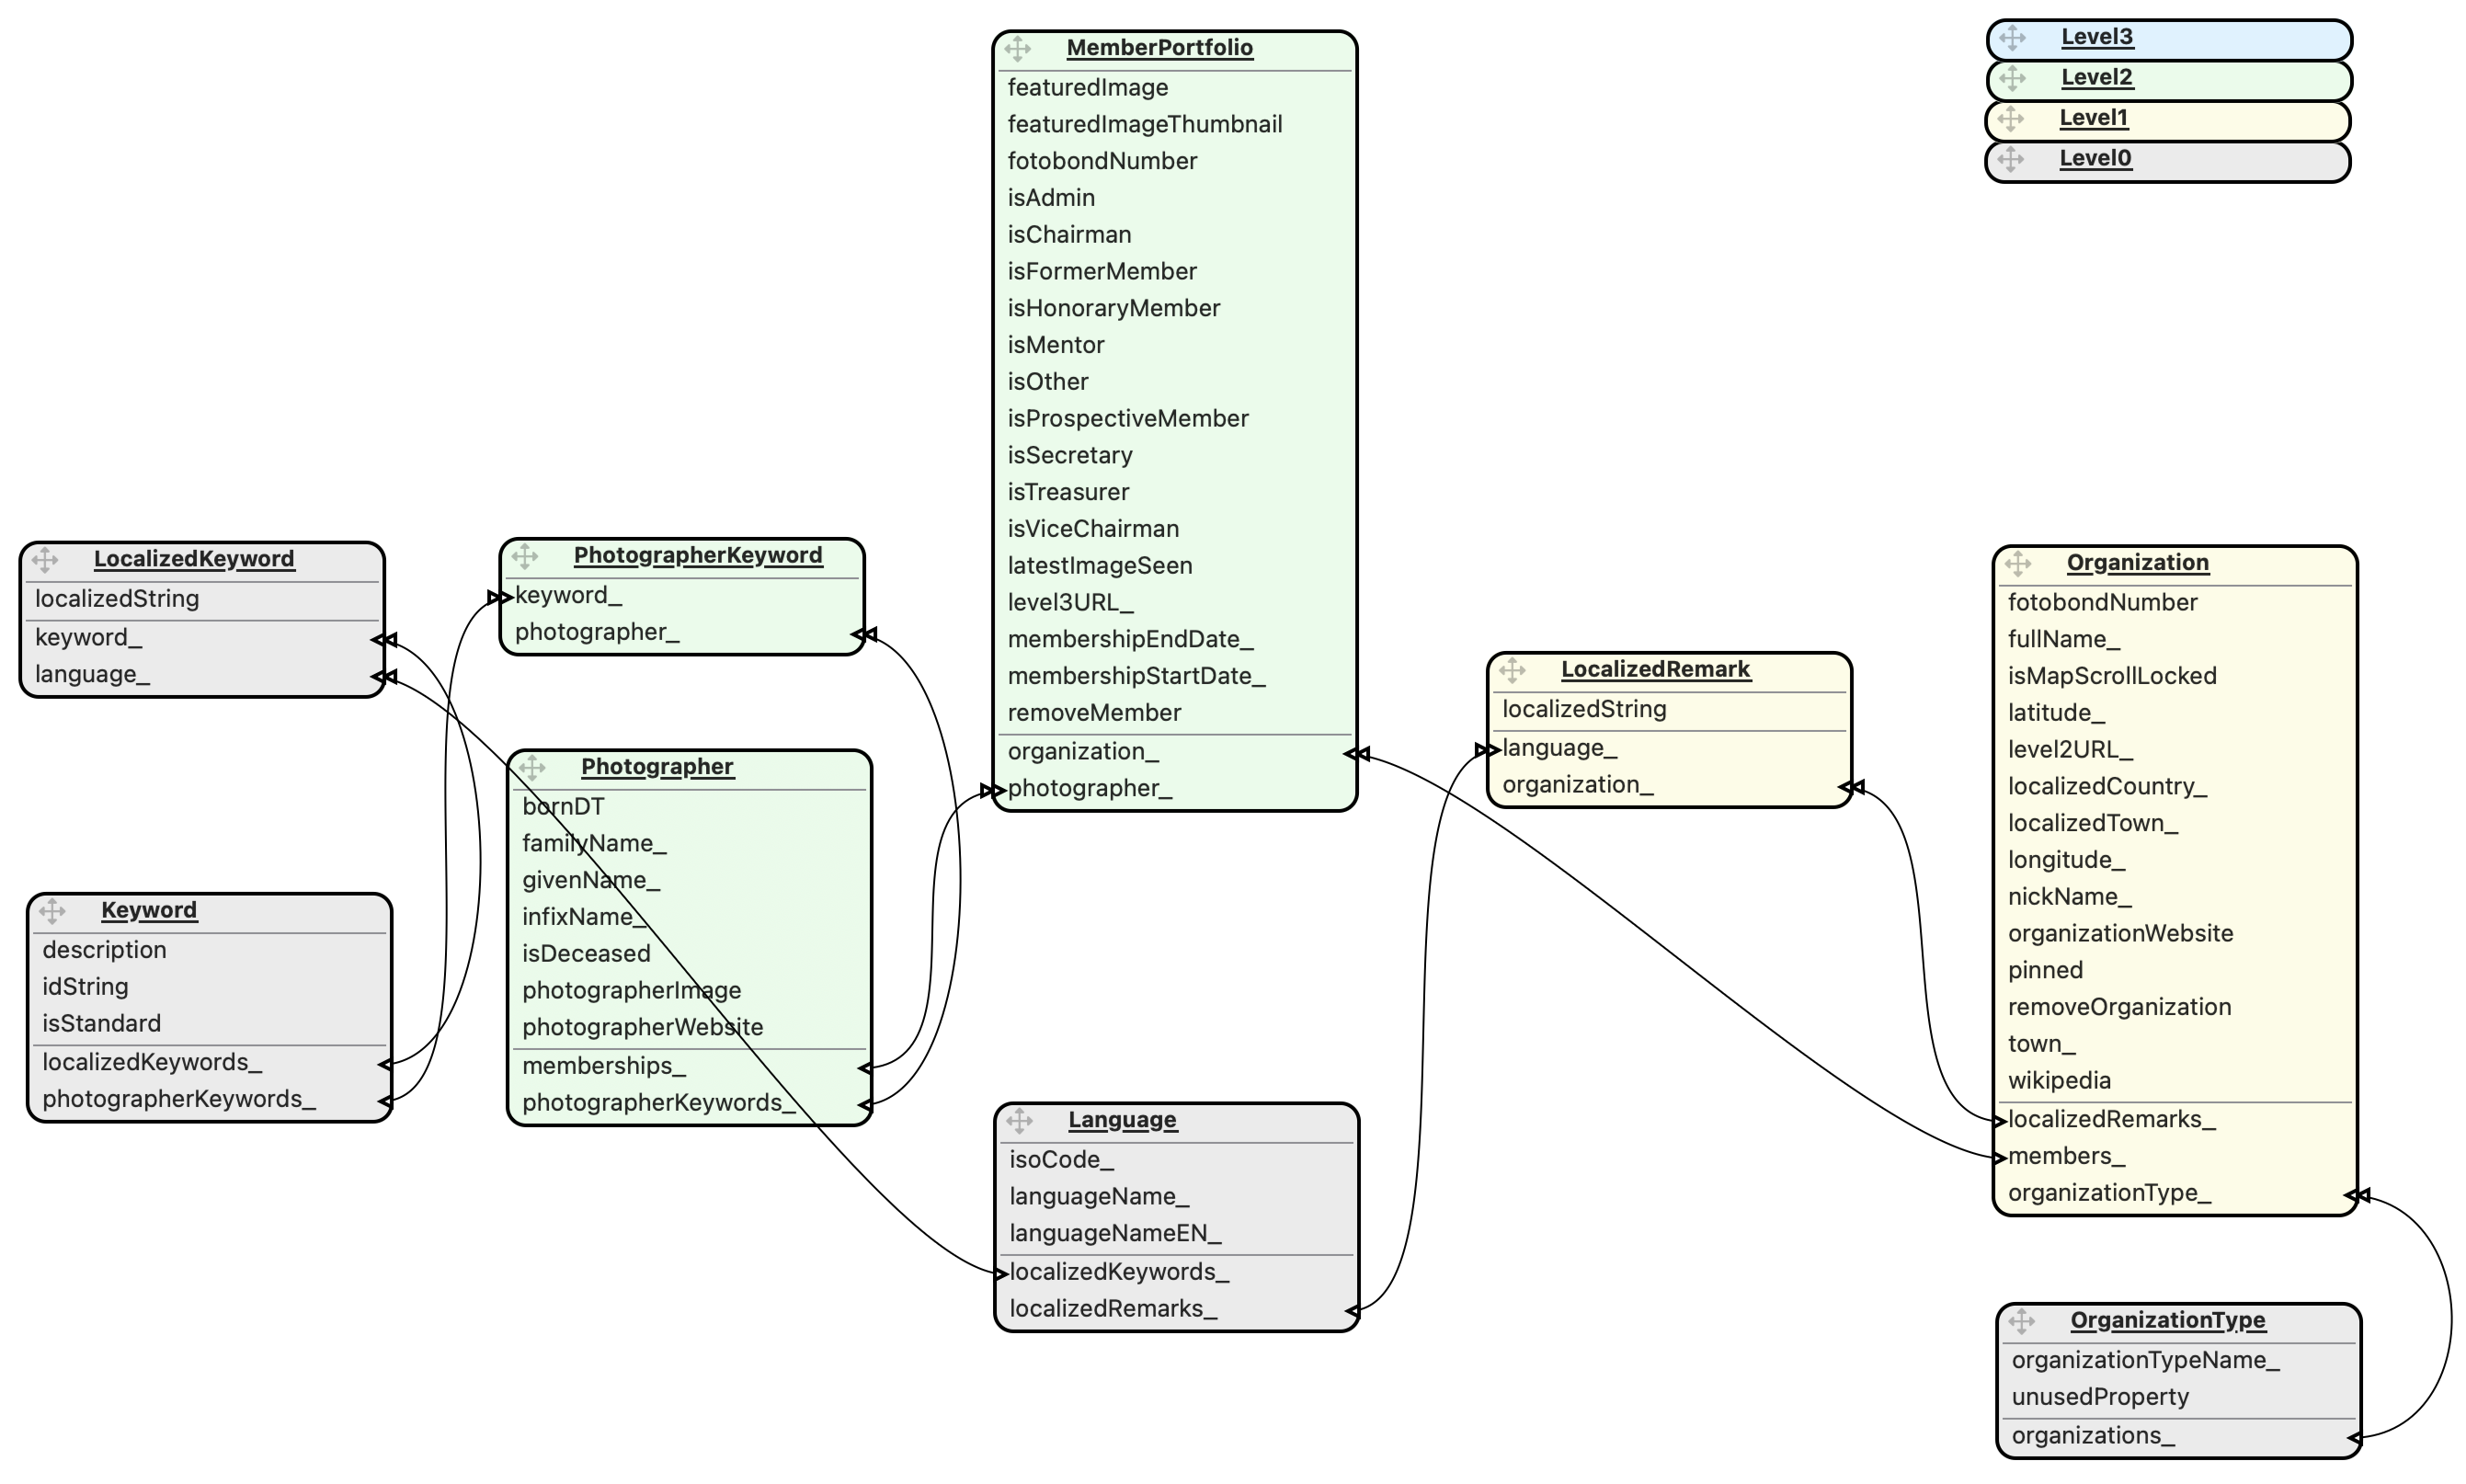 MemberPortfolio
featuredImage
featuredImageThumbnail
fotobondNumber
isAdmin
isChairman
isFormerMember
isHonoraryMember
isMentor
isOther
isProspectiveMember
isSecretary
isTreasurer
isViceChairman
latestImageSeen
level3URL_
membershipEndDate_
membershipStartDate_
removeMember
organization_
photographer_
Level3
Level2
Level1
Level0
LocalizedKeyword
localizedString
keyword_
language_
PhotographerKeyword
keyword_
photographer_
Keyword
description
idString
isStandard
localizedKeywords_
photographerKeywords_
Photographer
bornDT
familyName_
givenName_
infixName_
isDeceased
photographerImage
photographerWebsite
memberships_
photographerKeywords_
Language
isoCode_
languageName_
languageNameEN_
localizedKeywords_
localizedRemarks_
LocalizedRemark
localizedString
language_
organization_
Organization
fotobondNumber
fullName_
isMapScrollLocked
latitude_
level2URL_
localizedCountry_
localizedTown_
longitude_
nickName_
organizationWebsite
pinned
removeOrganization
town_
wikipedia
localizedRemarks_
members_
organizationType_
OrganizationType
organizationTypeName_
unusedProperty
organizations_